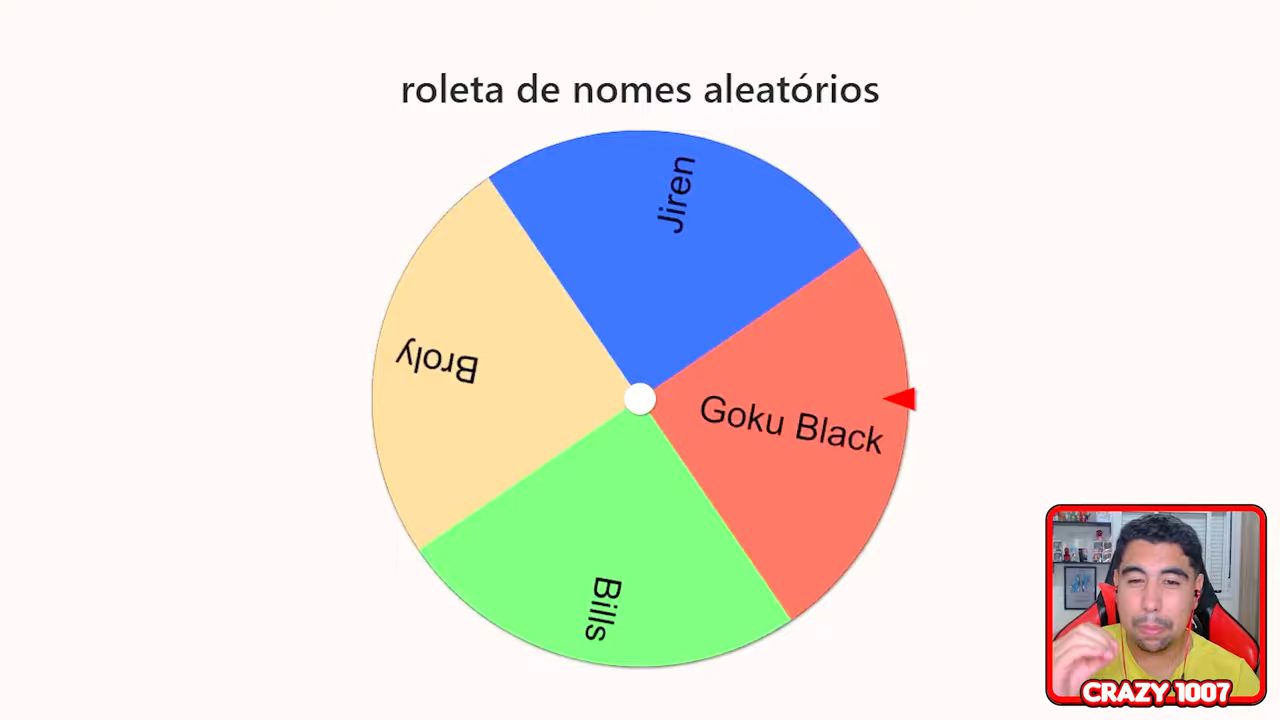 roleta de nomes aleatórios
Jiren
Broly
Goku Black
Bills
CRAZY 1007